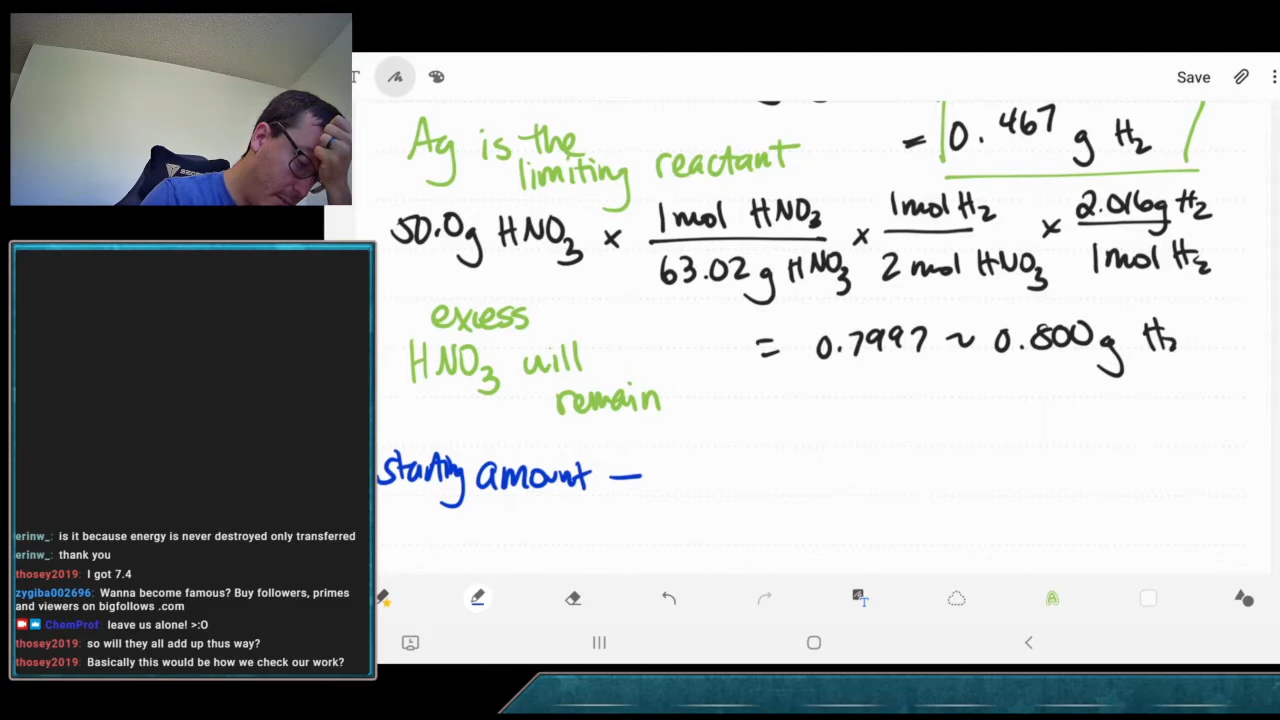 T
Save
= 0.467 g H2
Ag is the
limiting reactant
50.0g HNO3 × 1 mol HNO3 / 63.02 g HNO3 × 1 mol H2 / 2 mol HNO3 × 2.016g H2 / 1 mol H2
= 0.7997 ~ 0.800 g H2
excess
HNO3 will
remain
starting amount —
erinw_: is it because energy is never destroyed only transferred
erinw_: thank you
thosey2019: I got 7.4
zygiba002696: Wanna become famous? Buy followers, primes
and viewers on bigfollows .com
ChemProf: leave us alone! >:O
thosey2019: so will they all add up thus way?
thosey2019: Basically this would be how we check our work?